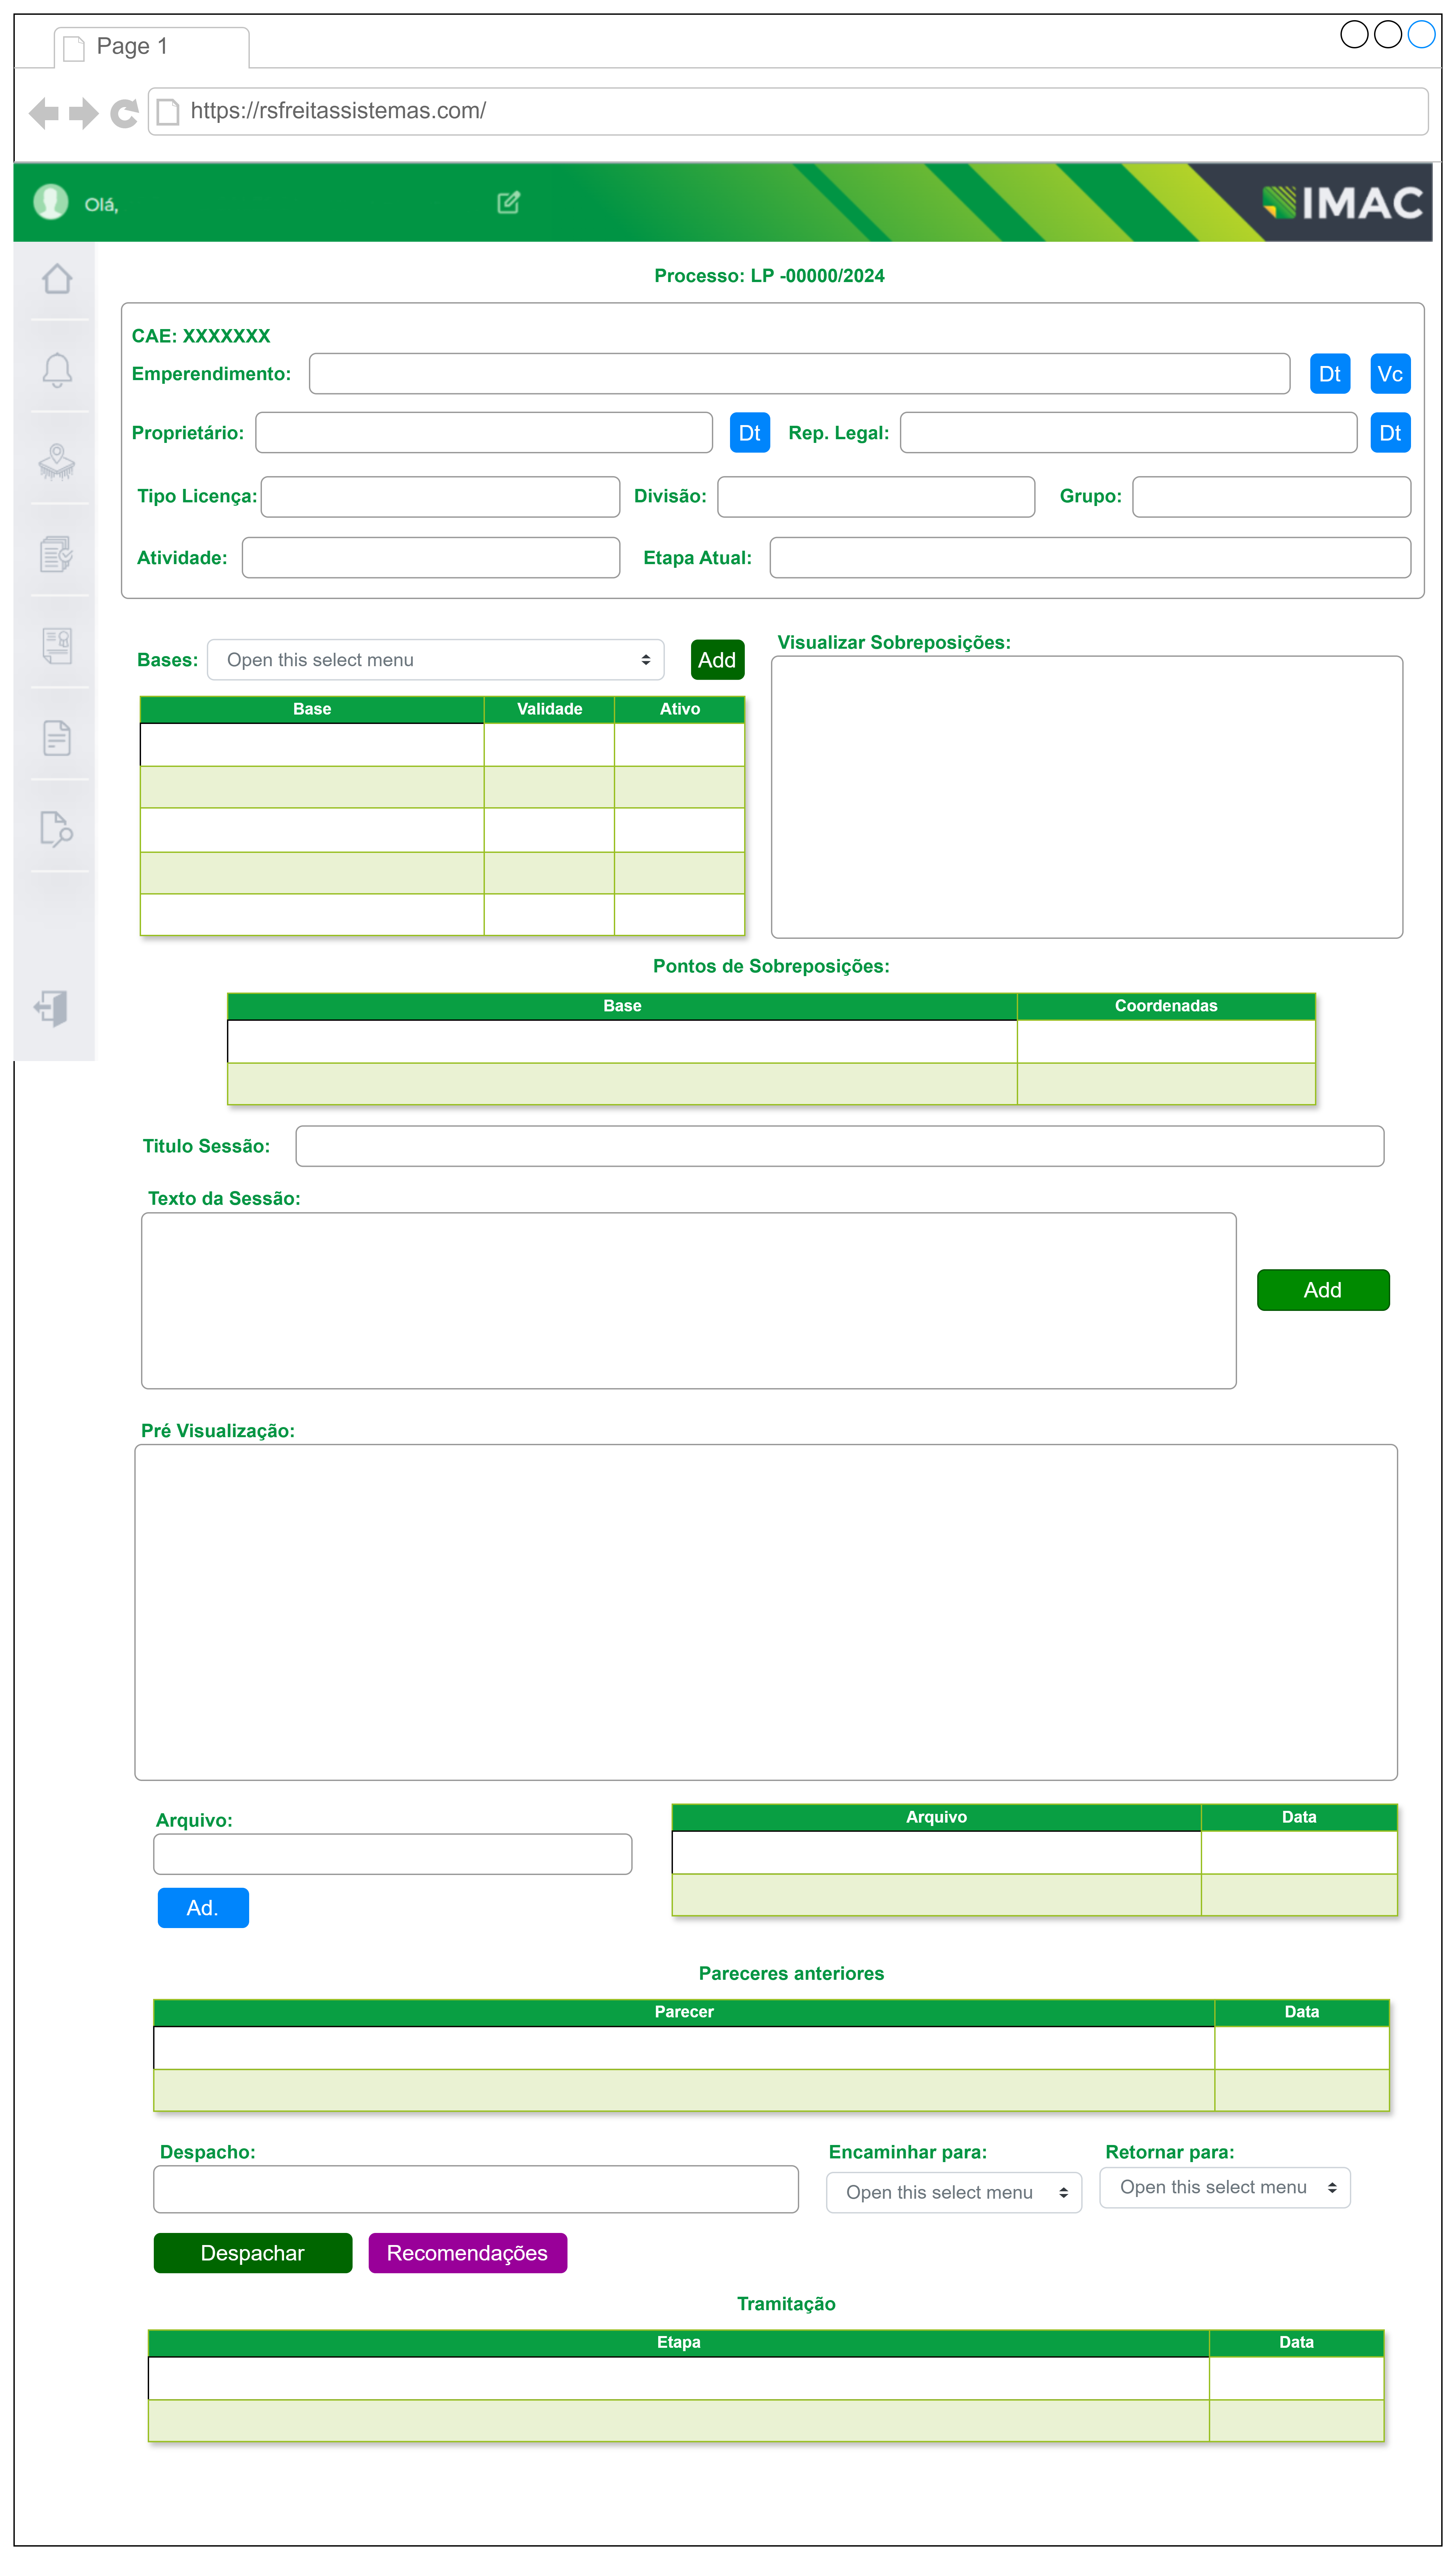 Page 1
https://rsfreitassistemas.com/
Olá,
IMAC
Processo: LP -00000/2024
CAE: XXXXXXX
Emperendimento:
Dt
Vc
Proprietário:
Dt
Rep. Legal:
Dt
Tipo Licença:
Divisão:
Grupo:
Atividade:
Etapa Atual:
Bases:
Open this select menu
Add
Visualizar Sobreposições:
Base Validade Ativo
Pontos de Sobreposições:
Base Coordenadas
Titulo Sessão:
Texto da Sessão:
Add
Pré Visualização:
Arquivo:
Ad.
Arquivo Data
Pareceres anteriores
Parecer Data
Despacho:
Encaminhar para:
Retornar para:
Open this select menu
Open this select menu
Despachar
Recomendações
Tramitação
Etapa Data